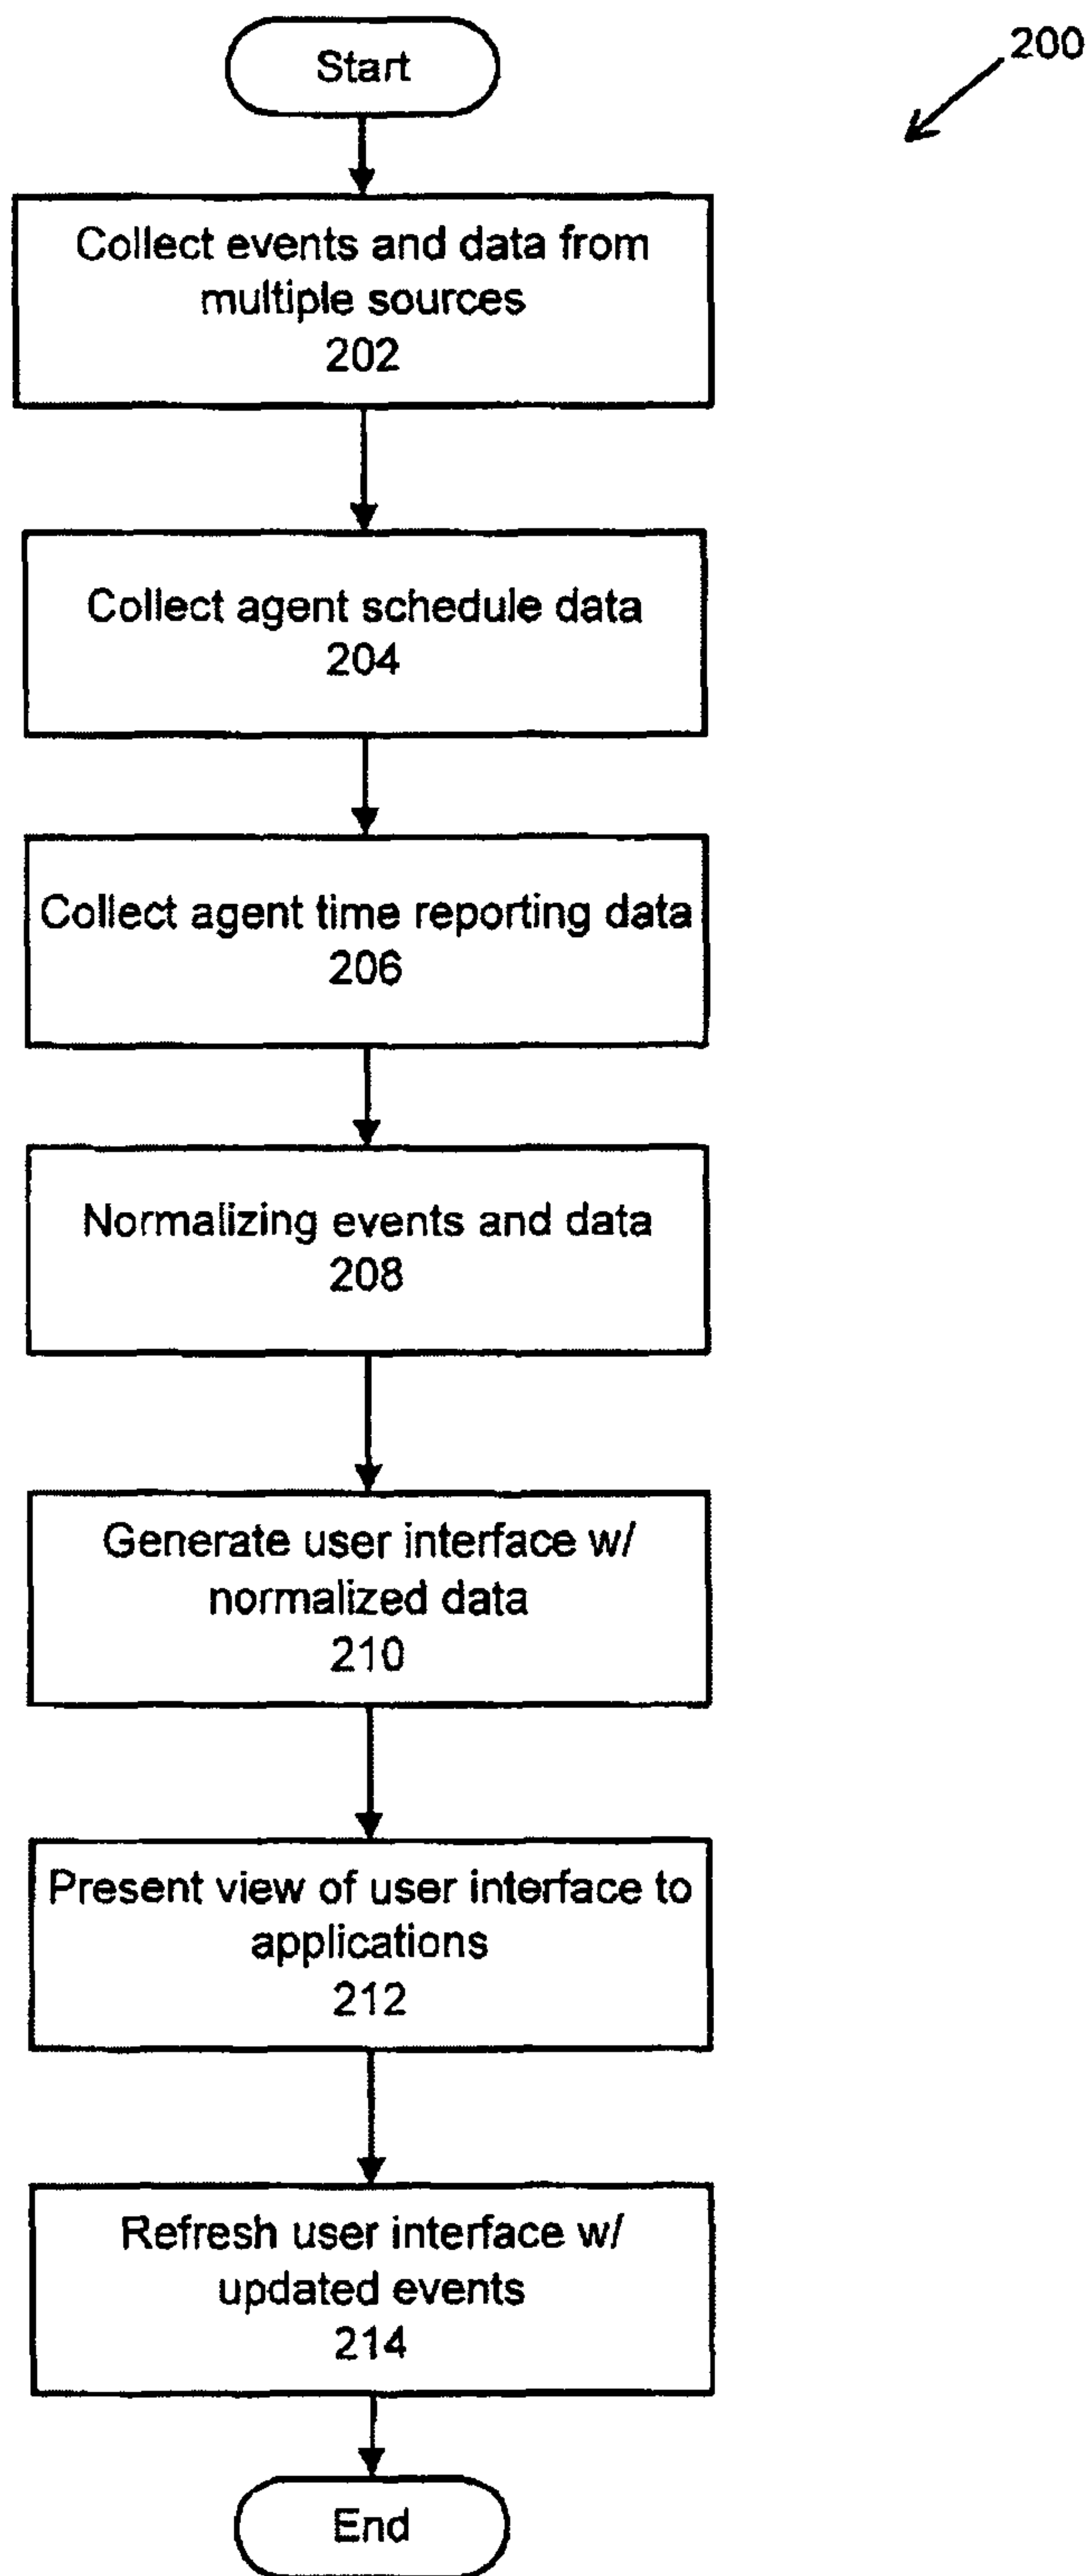 Start
200
Collect events and data from
multiple sources
202
Collect agent schedule data
204
Collect agent time reporting data
206
Normalizing events and data
208
Generate user interface w/
normalized data
210
Present view of user interface to
applications
212
Refresh user interface w/
updated events
214
End